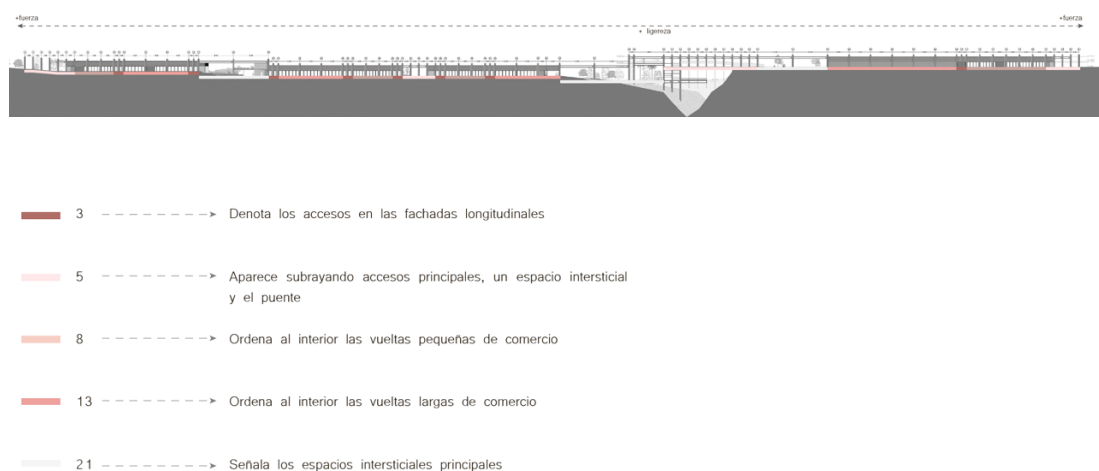 +fuerza
+fuerza
+ ligereza
3 Denota los accesos en las fachadas longitudinales
5 Aparece subrayando accesos principales, un espacio intersticial
y el puente
8 Ordena al interior las vueltas pequeñas de comercio
13 Ordena al interior las vueltas largas de comercio
21 Señala los espacios intersticiales principales